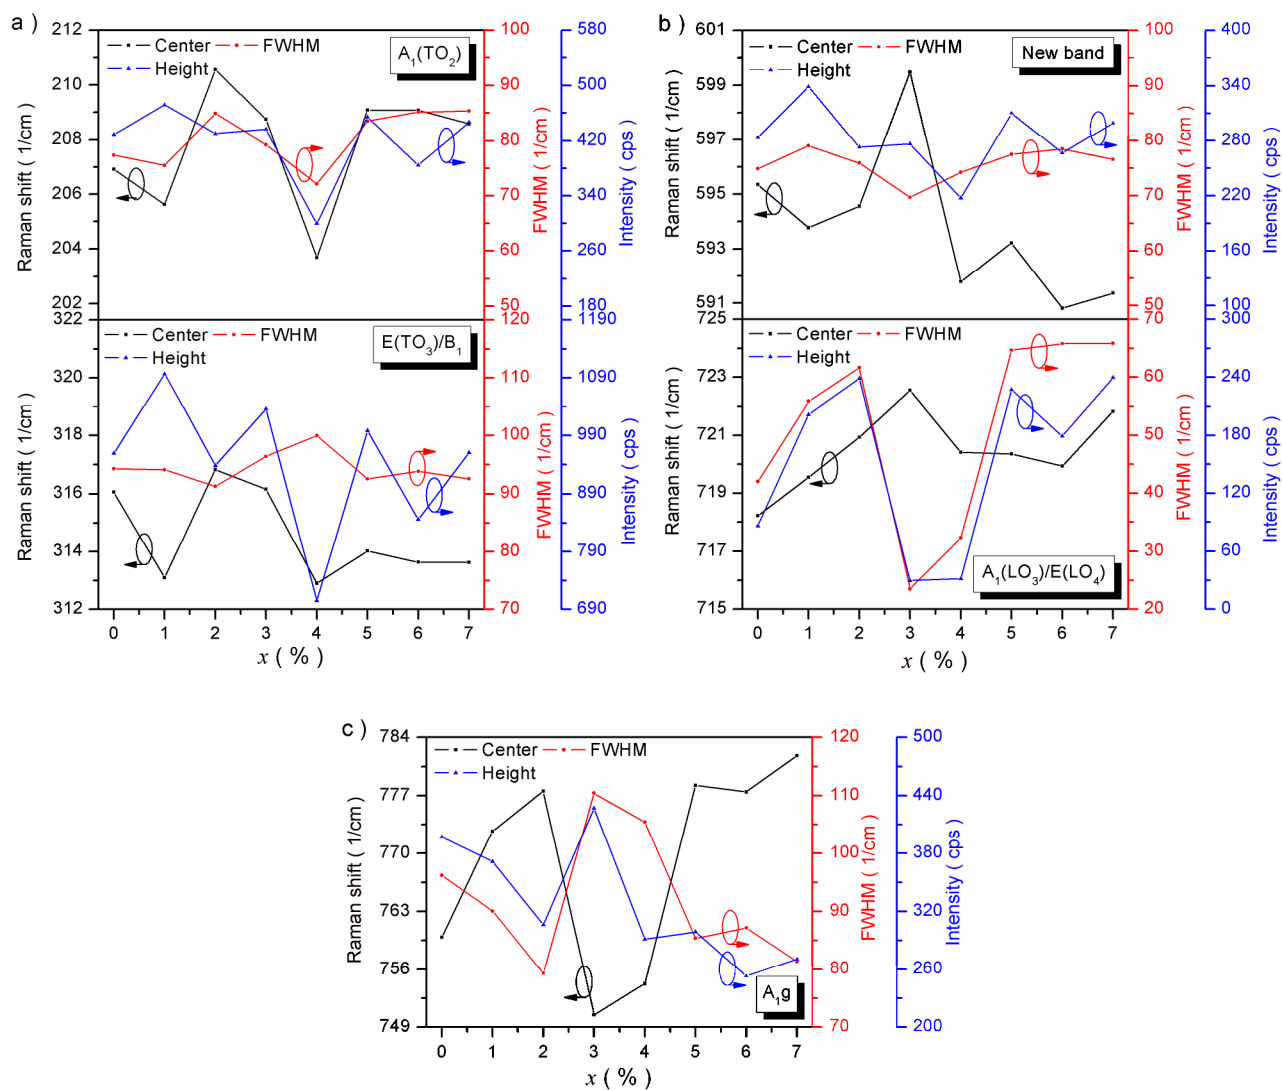 a )
212
210
208
206
204
202
Raman shift ( 1/cm)
Center
FWHM
Height
A1(TO2)
100
90
80
70
60
50
FWHM ( 1/cm)
580
500
420
340
260
180
Intensity ( cps)
322
320
318
316
314
312
Raman shift ( 1/cm)
Center
FWHM
Height
E(TO3)/B1
120
110
100
90
80
70
FWHM ( 1/cm)
1190
1090
990
890
790
690
Intensity ( cps)
0 1 2 3 4 5 6 7
x ( % )
b )
601
599
597
595
593
591
Raman shift ( 1/cm)
Center
FWHM
Height
New band
100
90
80
70
60
50
FWHM ( 1/cm)
400
340
280
220
160
100
Intensity ( cps)
725
723
721
719
717
715
Raman shift ( 1/cm)
Center
FWHM
Height
A1(LO3)/E(LO4)
70
60
50
40
30
20
FWHM ( 1/cm)
300
240
180
120
60
0
Intensity ( cps)
0 1 2 3 4 5 6 7
x ( % )
c )
784
777
770
763
756
749
Raman shift ( 1/cm)
Center
FWHM
Height
A1g
120
110
100
90
80
70
FWHM ( 1/cm)
500
440
380
320
260
200
Intensity ( cps)
0 1 2 3 4 5 6 7
x ( % )